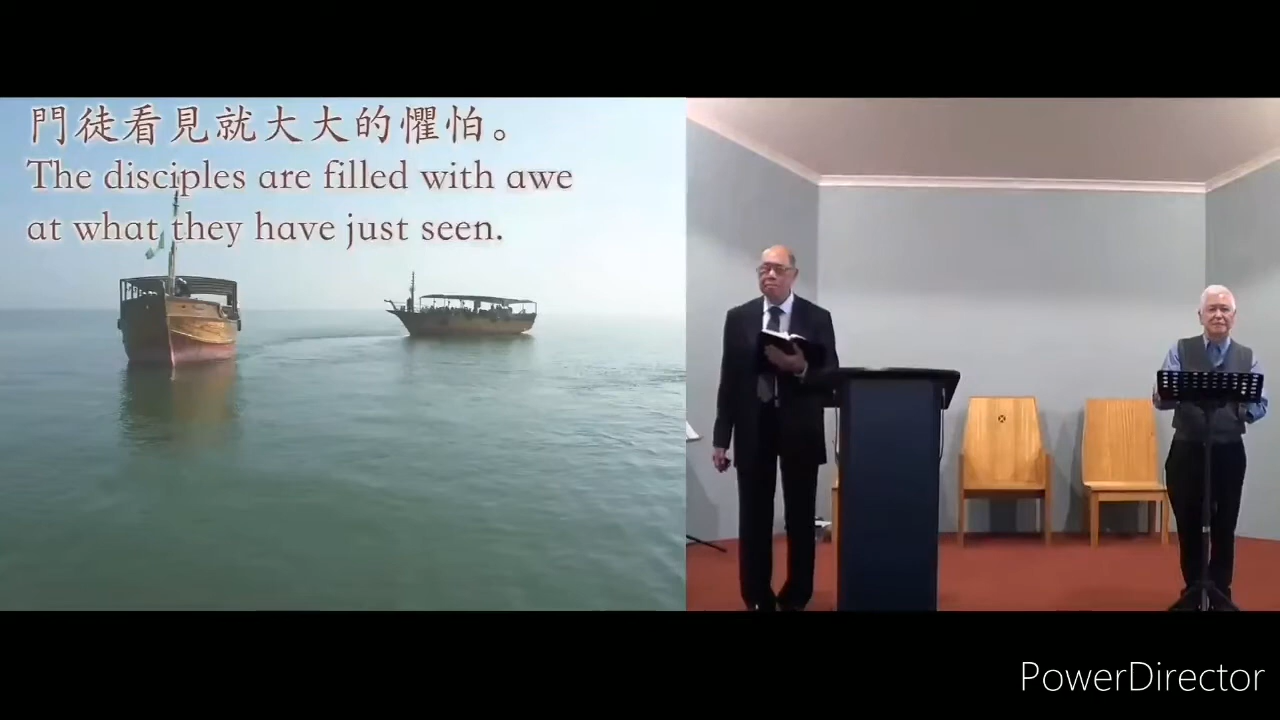 門徒看見就大大的懼怕。
The disciples are filled with awe
at what they have just seen.
PowerDirector